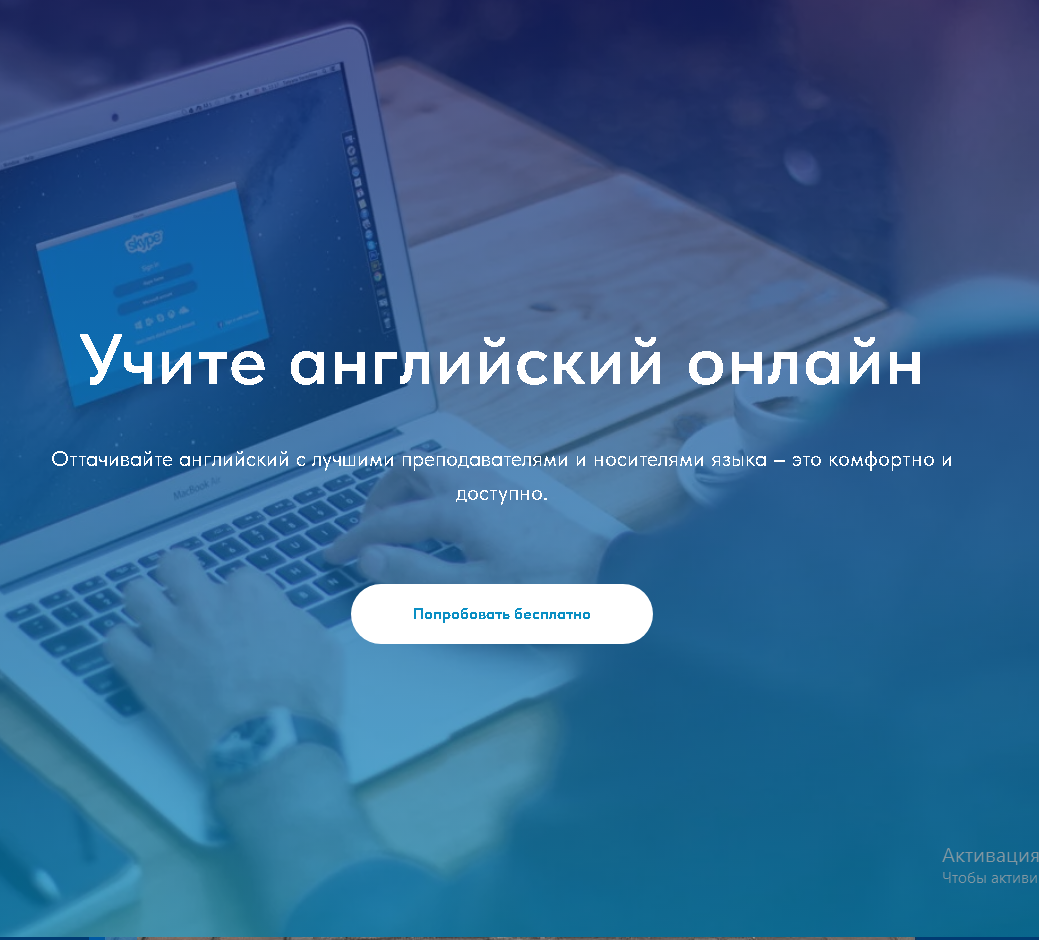 skype
Sign in
Учите английский онлайн
Оттачивайте английский с лучшими преподавателями и носителями языка – это комфортно и
доступно.
MacBook Air
Попробовать бесплатно
Активация
Чтобы активи